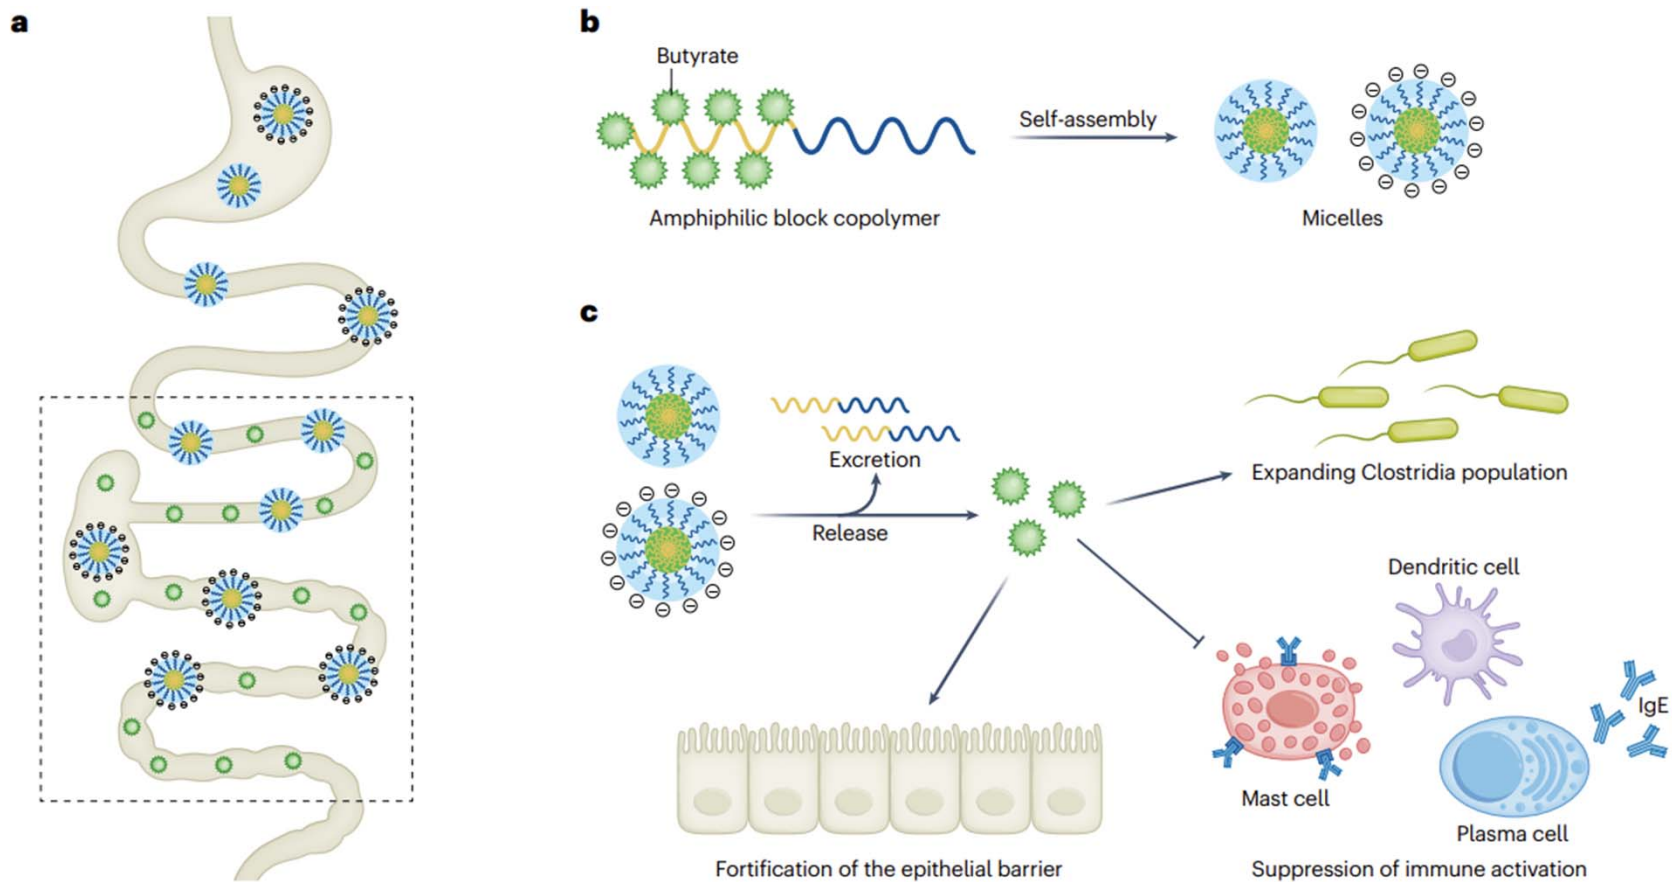 a
b
Butyrate
Self-assembly
Amphiphilic block copolymer
Micelles
c
Excretion
Release
Expanding Clostridia population
Dendritic cell
IgE
Mast cell
Plasma cell
Fortification of the epithelial barrier
Suppression of immune activation